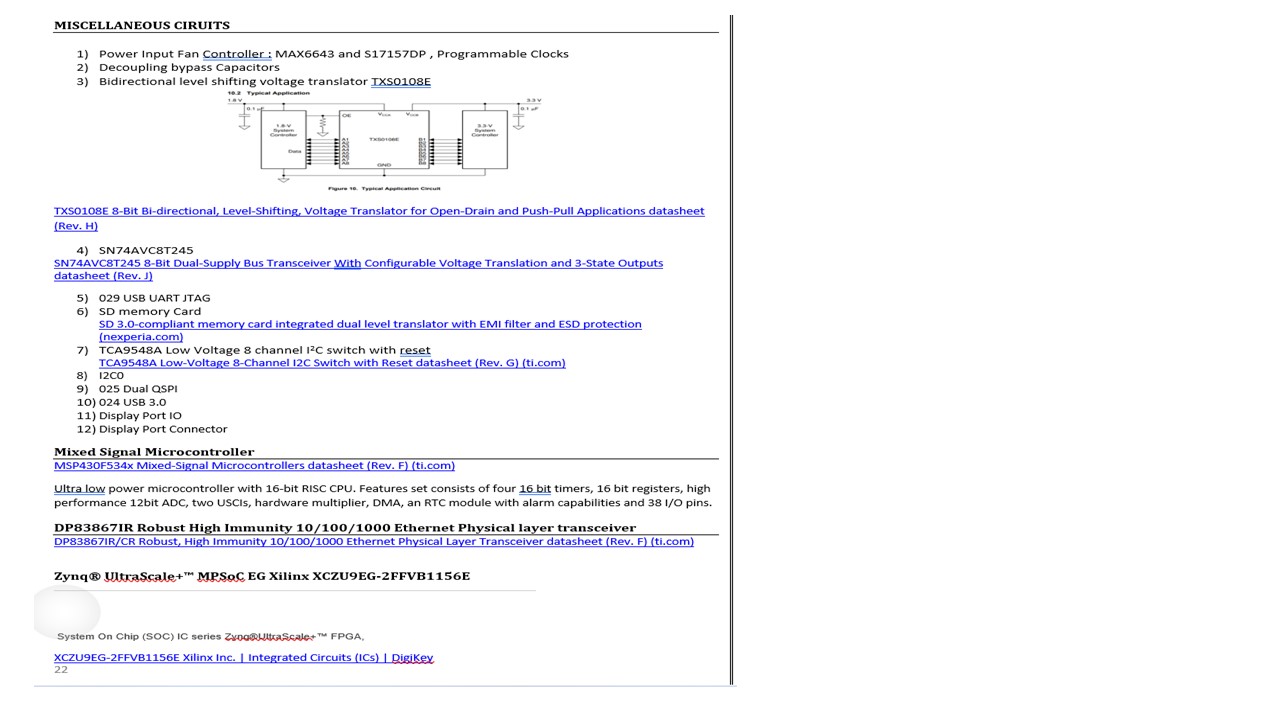 MISCELLANEOUS CIRUITS
1) Power Input Fan Controller : MAX6643 and S17157DP , Programmable Clocks
2) Decoupling bypass Capacitors
3) Bidirectional level shifting voltage translator TXS0108E
10.2 Typical Application
1.8 V
3.3 V
0.1 µF
0.1 µF
OE
VCCA
VCCB
1.8-V
System
Controller
TXS0108E
3.3-V
System
Controller
Data
A1 B1
A2 B2
A3 B3
A4 B4
A5 B5
A6 B6
A7 B7
A8 B8
GND
Figure 10. Typical Application Circuit
TXS0108E 8-Bit Bi-directional, Level-Shifting, Voltage Translator for Open-Drain and Push-Pull Applications datasheet
(Rev. H)
4) SN74AVC8T245
SN74AVC8T245 8-Bit Dual-Supply Bus Transceiver With Configurable Voltage Translation and 3-State Outputs
datasheet (Rev. J)
5) 029 USB UART JTAG
6) SD memory Card
SD 3.0-compliant memory card integrated dual level translator with EMI filter and ESD protection
(nexperia.com)
7) TCA9548A Low Voltage 8 channel I²C switch with reset
TCA9548A Low-Voltage 8-Channel I2C Switch with Reset datasheet (Rev. G) (ti.com)
8) I2C0
9) 025 Dual QSPI
10) 024 USB 3.0
11) Display Port IO
12) Display Port Connector
Mixed Signal Microcontroller
MSP430F534x Mixed-Signal Microcontrollers datasheet (Rev. F) (ti.com)
Ultra low power microcontroller with 16-bit RISC CPU. Features set consists of four 16 bit timers, 16 bit registers, high
performance 12bit ADC, two USCIs, hardware multiplier, DMA, an RTC module with alarm capabilities and 38 I/O pins.
DP83867IR Robust High Immunity 10/100/1000 Ethernet Physical layer transceiver
DP83867IR/CR Robust, High Immunity 10/100/1000 Ethernet Physical Layer Transceiver datasheet (Rev. F) (ti.com)
Zynq® UltraScale+™ MPSoC EG Xilinx XCZU9EG-2FFVB1156E
System On Chip (SOC) IC series Zynq®UltraScale+™ FPGA,
XCZU9EG-2FFVB1156E Xilinx Inc. | Integrated Circuits (ICs) | DigiKey
22